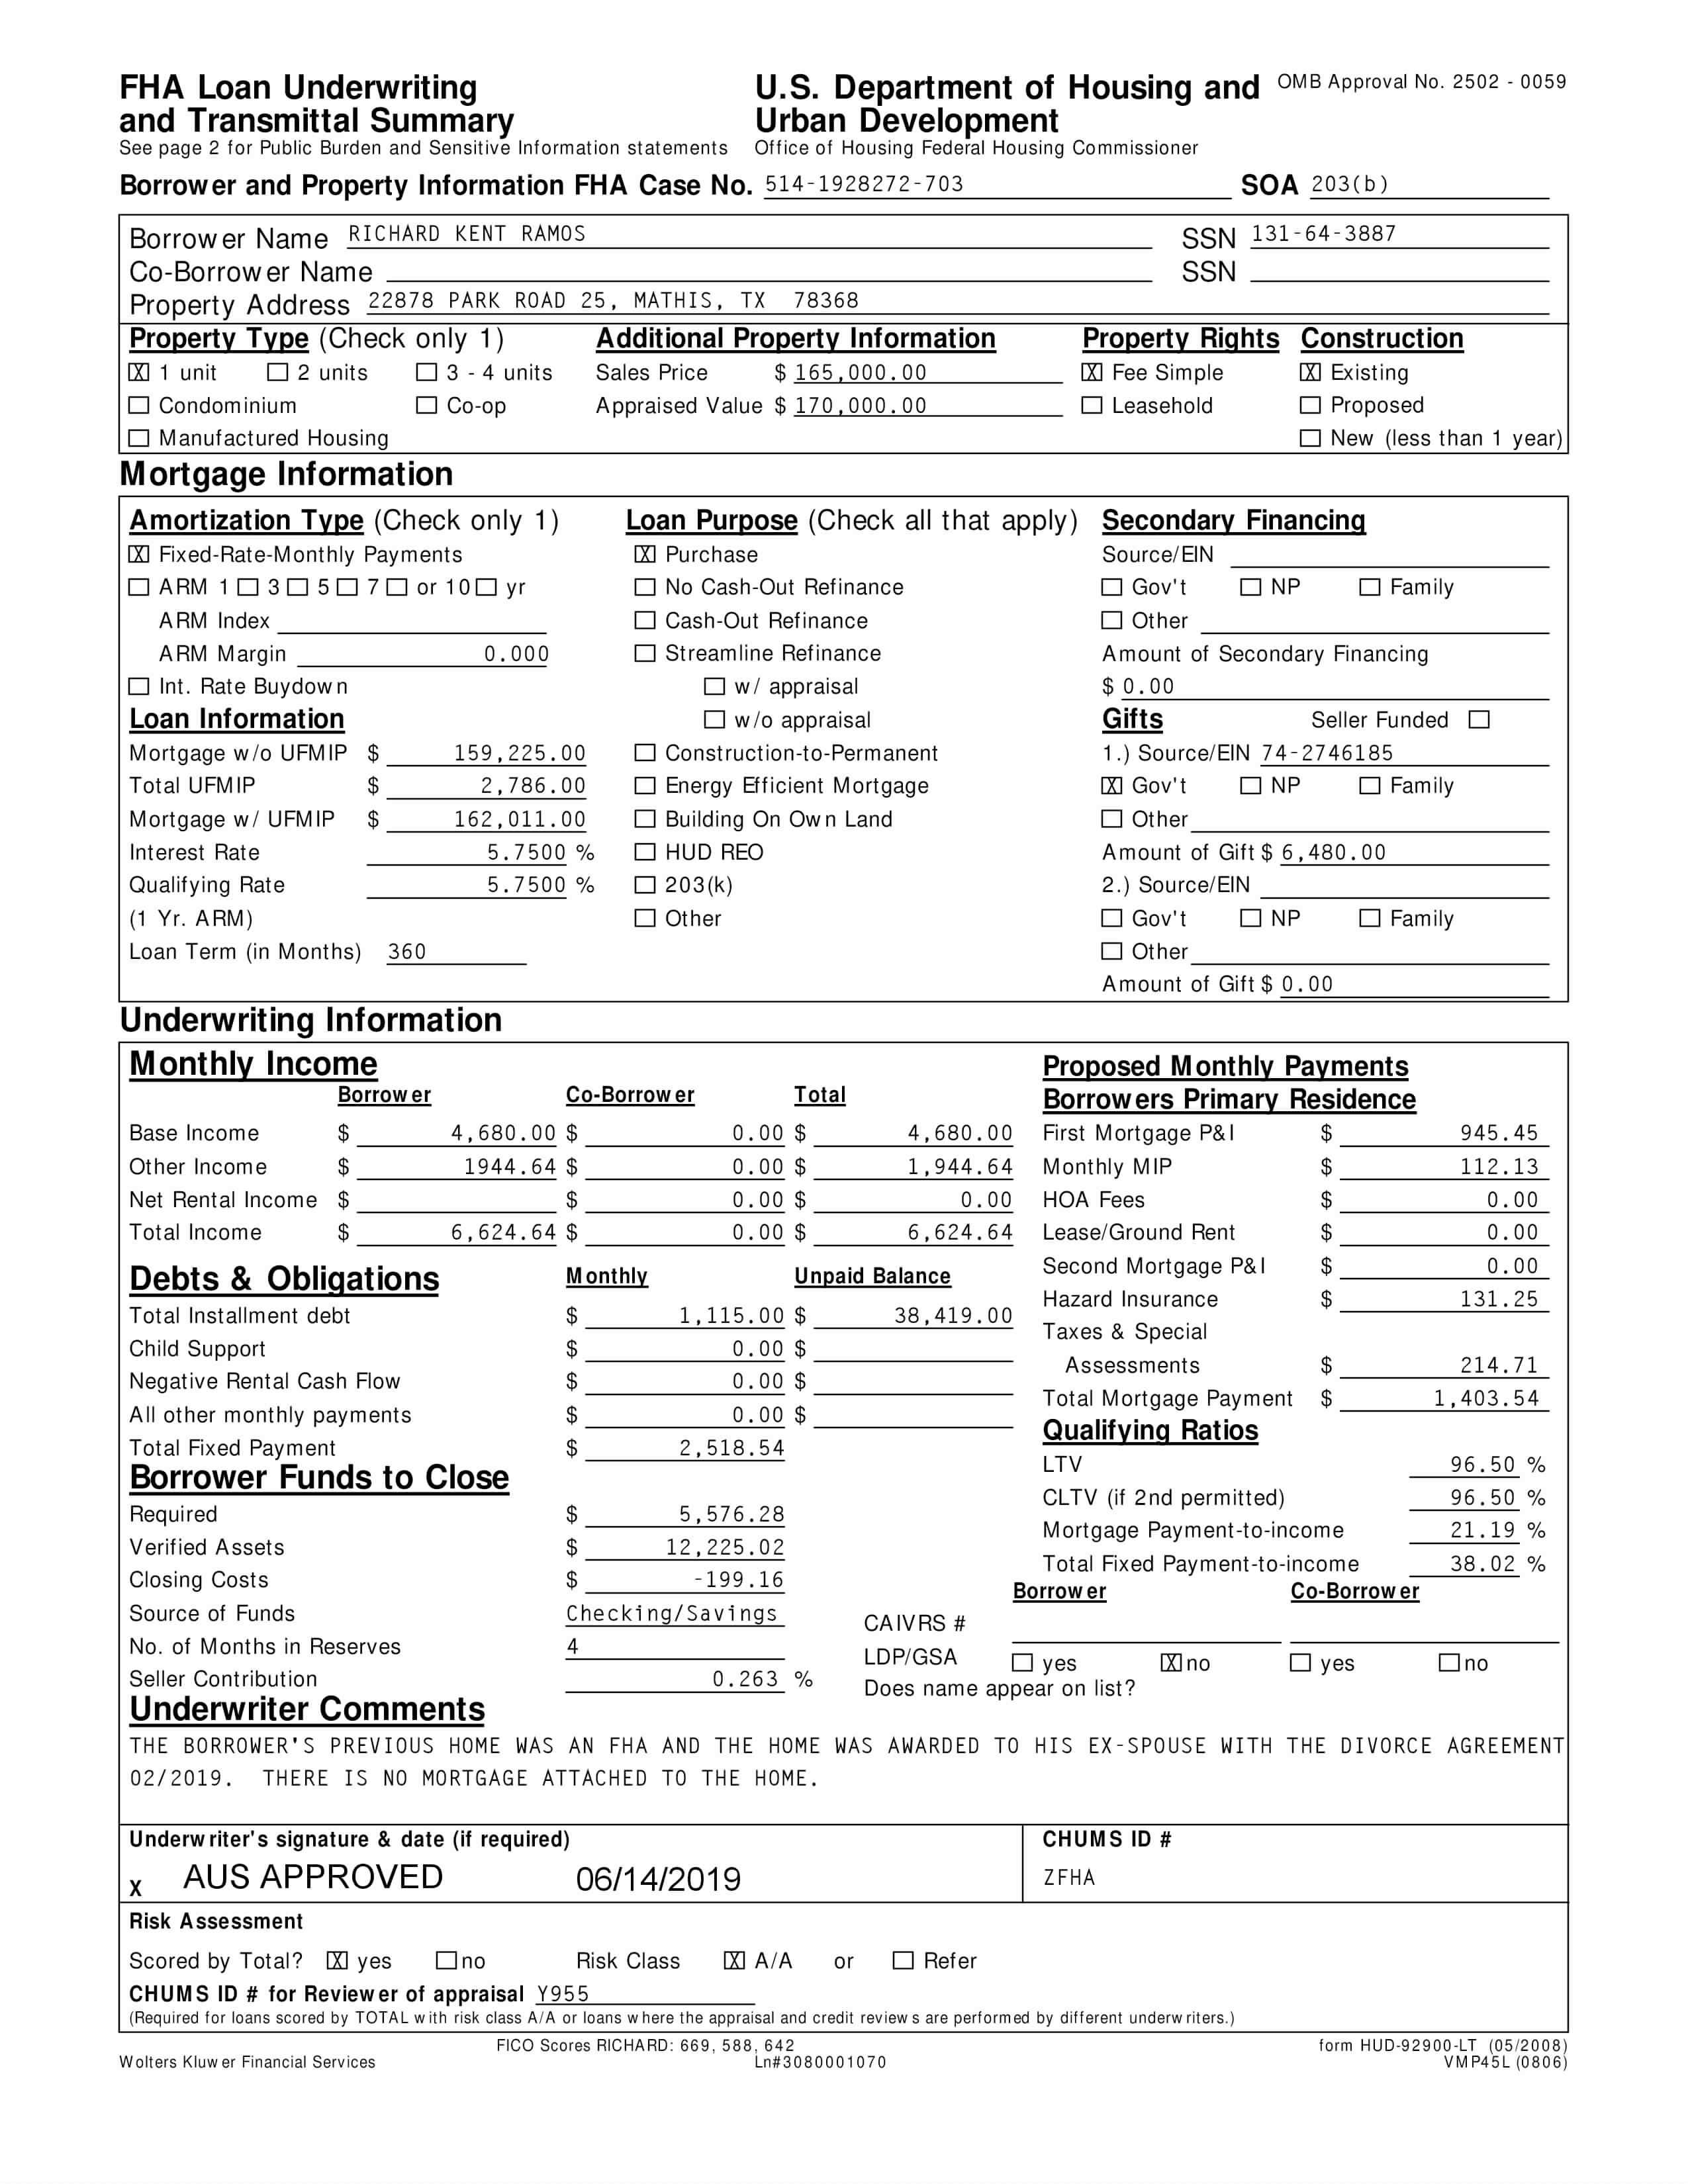 FHA Loan Underwriting and Transmittal Summary
See page 2 for Public Burden and Sensitive Information statements
U.S. Department of Housing and Urban Development
Office of Housing Federal Housing Commissioner
OMB Approval No. 2502 - 0059
Borrower and Property Information FHA Case No. 514-1928272-703 SOA 203(b)
Borrower Name RICHARD KENT RAMOS SSN 131-64-3887
Co-Borrower Name SSN
Property Address 22878 PARK ROAD 25, MATHIS, TX 78368
Property Type (Check only 1) Additional Property Information Property Rights Construction
☒ 1 unit ☐ 2 units ☐ 3 - 4 units Sales Price $ 165,000.00 ☒ Fee Simple ☒ Existing
☐ Condominium ☐ Co-op Appraised Value $ 170,000.00 ☐ Leasehold ☐ Proposed
☐ Manufactured Housing ☐ New (less than 1 year)
Mortgage Information
Amortization Type (Check only 1) Loan Purpose (Check all that apply) Secondary Financing
☒ Fixed-Rate-Monthly Payments ☒ Purchase Source/EIN
☐ ARM 1 ☐ 3 ☐ 5 ☐ 7 ☐ or 10 ☐ yr ☐ No Cash-Out Refinance ☐ Gov't ☐ NP ☐ Family
ARM Index ☐ Cash-Out Refinance ☐ Other
ARM Margin 0.000 ☐ Streamline Refinance Amount of Secondary Financing
☐ Int. Rate Buydown ☐ w/ appraisal $ 0.00
Loan Information ☐ w/o appraisal Gifts Seller Funded ☐
Mortgage w/o UFMIP $ 159,225.00 ☐ Construction-to-Permanent 1.) Source/EIN 74-2746185
Total UFMIP $ 2,786.00 ☐ Energy Efficient Mortgage ☒ Gov't ☐ NP ☐ Family
Mortgage w/ UFMIP $ 162,011.00 ☐ Building On Own Land ☐ Other
Interest Rate 5.7500 % ☐ HUD REO Amount of Gift $ 6,480.00
Qualifying Rate 5.7500 % ☐ 203(k) 2.) Source/EIN
(1 Yr. ARM) ☐ Other ☐ Gov't ☐ NP ☐ Family
Loan Term (in Months) 360 ☐ Other
Amount of Gift $ 0.00
Underwriting Information
Monthly Income Proposed Monthly Payments
Borrower Co-Borrower Total Borrowers Primary Residence
Base Income $ 4,680.00 $ 0.00 $ 4,680.00 First Mortgage P&I $ 945.45
Other Income $ 1944.64 $ 0.00 $ 1,944.64 Monthly MIP $ 112.13
Net Rental Income $ $ 0.00 $ 0.00 HOA Fees $ 0.00
Total Income $ 6,624.64 $ 0.00 $ 6,624.64 Lease/Ground Rent $ 0.00
Debts & Obligations Monthly Unpaid Balance Second Mortgage P&I $ 0.00
Total Installment debt $ 1,115.00 $ 38,419.00 Hazard Insurance $ 131.25
Child Support $ 0.00 $ Taxes & Special
Negative Rental Cash Flow $ 0.00 $ Assessments $ 214.71
All other monthly payments $ 0.00 $ Total Mortgage Payment $ 1,403.54
Total Fixed Payment $ 2,518.54 Qualifying Ratios
Borrower Funds to Close LTV 96.50 %
Required $ 5,576.28 CLTV (if 2nd permitted) 96.50 %
Verified Assets $ 12,225.02 Mortgage Payment-to-income 21.19 %
Closing Costs $ -199.16 Total Fixed Payment-to-income 38.02 %
Borrower Co-Borrower
Source of Funds Checking/Savings CAIVRS #
No. of Months in Reserves 4 LDP/GSA ☐ yes ☒ no ☐ yes ☐ no
Seller Contribution 0.263 % Does name appear on list?
Underwriter Comments
THE BORROWER'S PREVIOUS HOME WAS AN FHA AND THE HOME WAS AWARDED TO HIS EX-SPOUSE WITH THE DIVORCE AGREEMENT
02/2019. THERE IS NO MORTGAGE ATTACHED TO THE HOME.
Underwriter's signature & date (if required) CHUMS ID #
X AUS APPROVED 06/14/2019 ZFHA
Risk Assessment
Scored by Total? ☒ yes ☐ no Risk Class ☒ A/A or ☐ Refer
CHUMS ID # for Reviewer of appraisal Y955
(Required for loans scored by TOTAL with risk class A/A or loans where the appraisal and credit reviews are performed by different underwriters.)
FICO Scores RICHARD: 669, 588, 642 form HUD-92900-LT (05/2008)
Wolters Kluwer Financial Services Ln#3080001070 VMP45L (0806)